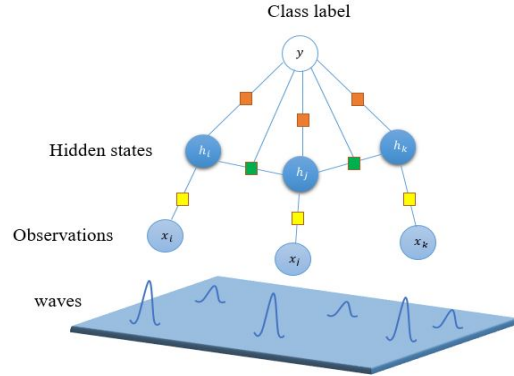 Class label
y
Hidden states
h_i
h_j
h_k
Observations
x_i
x_j
x_k
waves